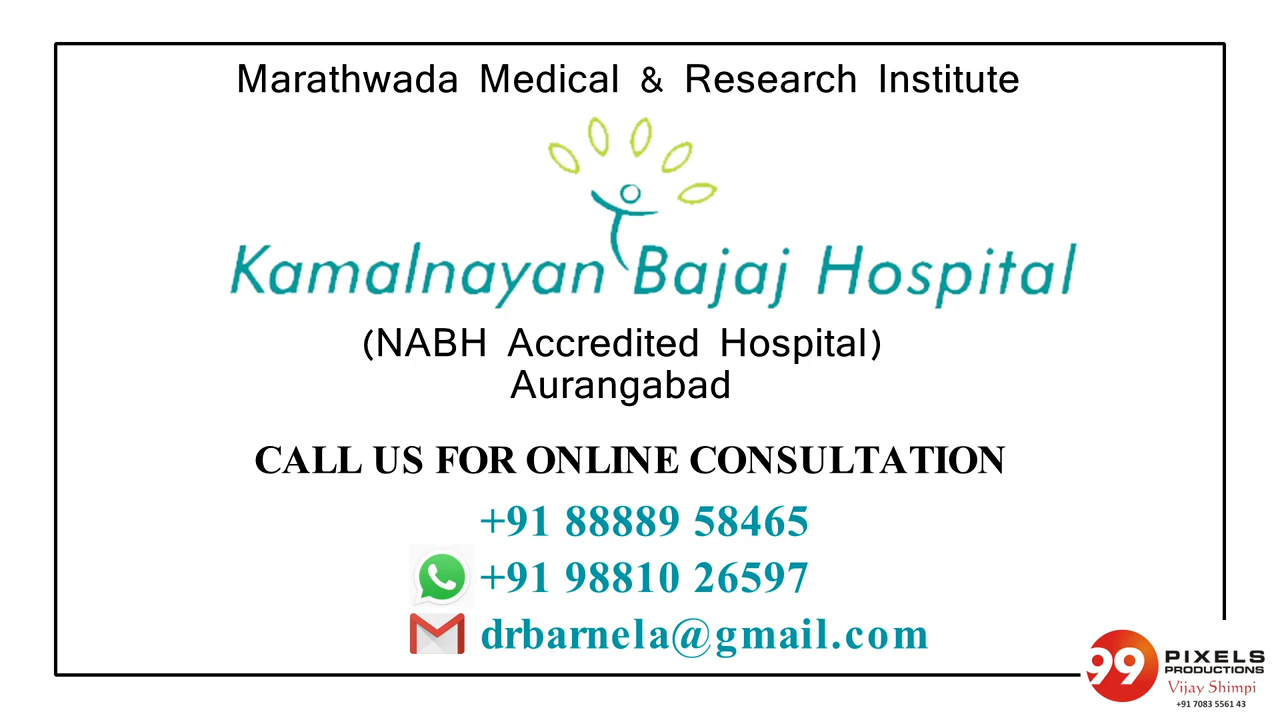 Marathwada Medical & Research Institute
Kamalnayan Bajaj Hospital
(NABH Accredited Hospital)
Aurangabad
CALL US FOR ONLINE CONSULTATION
+91 88889 58465
+91 98810 26597
drbarnela@gmail.com
99 PIXELS
PRODUCTIONS
Vijay Shimpi
+91 7083 5561 43